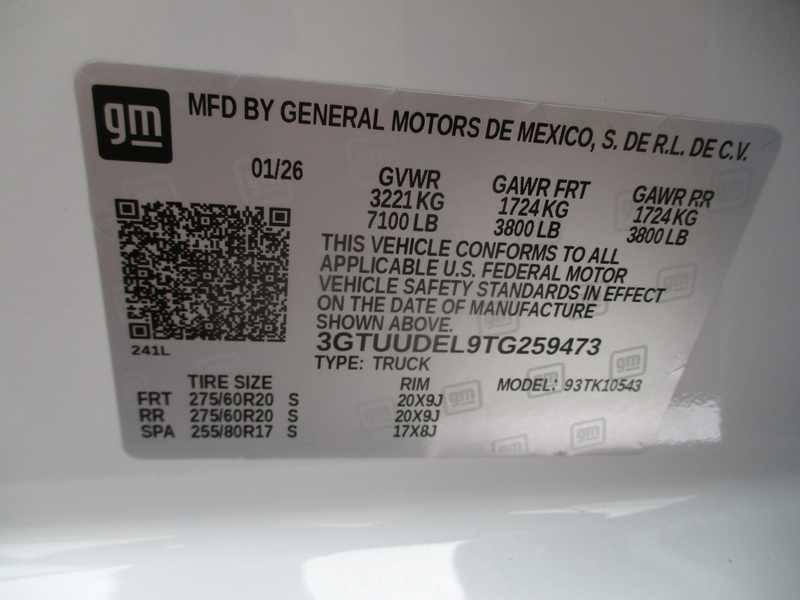 gm
MFD BY GENERAL MOTORS DE MEXICO, S. DE R.L. DE C.V.
01/26
GVWR GAWR FRT GAWR RR
3221 KG 1724 KG 1724 KG
7100 LB 3800 LB 3800 LB
THIS VEHICLE CONFORMS TO ALL
APPLICABLE U.S. FEDERAL MOTOR
VEHICLE SAFETY STANDARDS IN EFFECT
ON THE DATE OF MANUFACTURE
SHOWN ABOVE.
241L
3GTUUDEL9TG259473
TYPE: TRUCK
TIRE SIZE RIM MODEL: 93TK10543
FRT 275/60R20 S 20X9J
RR 275/60R20 S 20X9J
SPA 255/80R17 S 17X8J